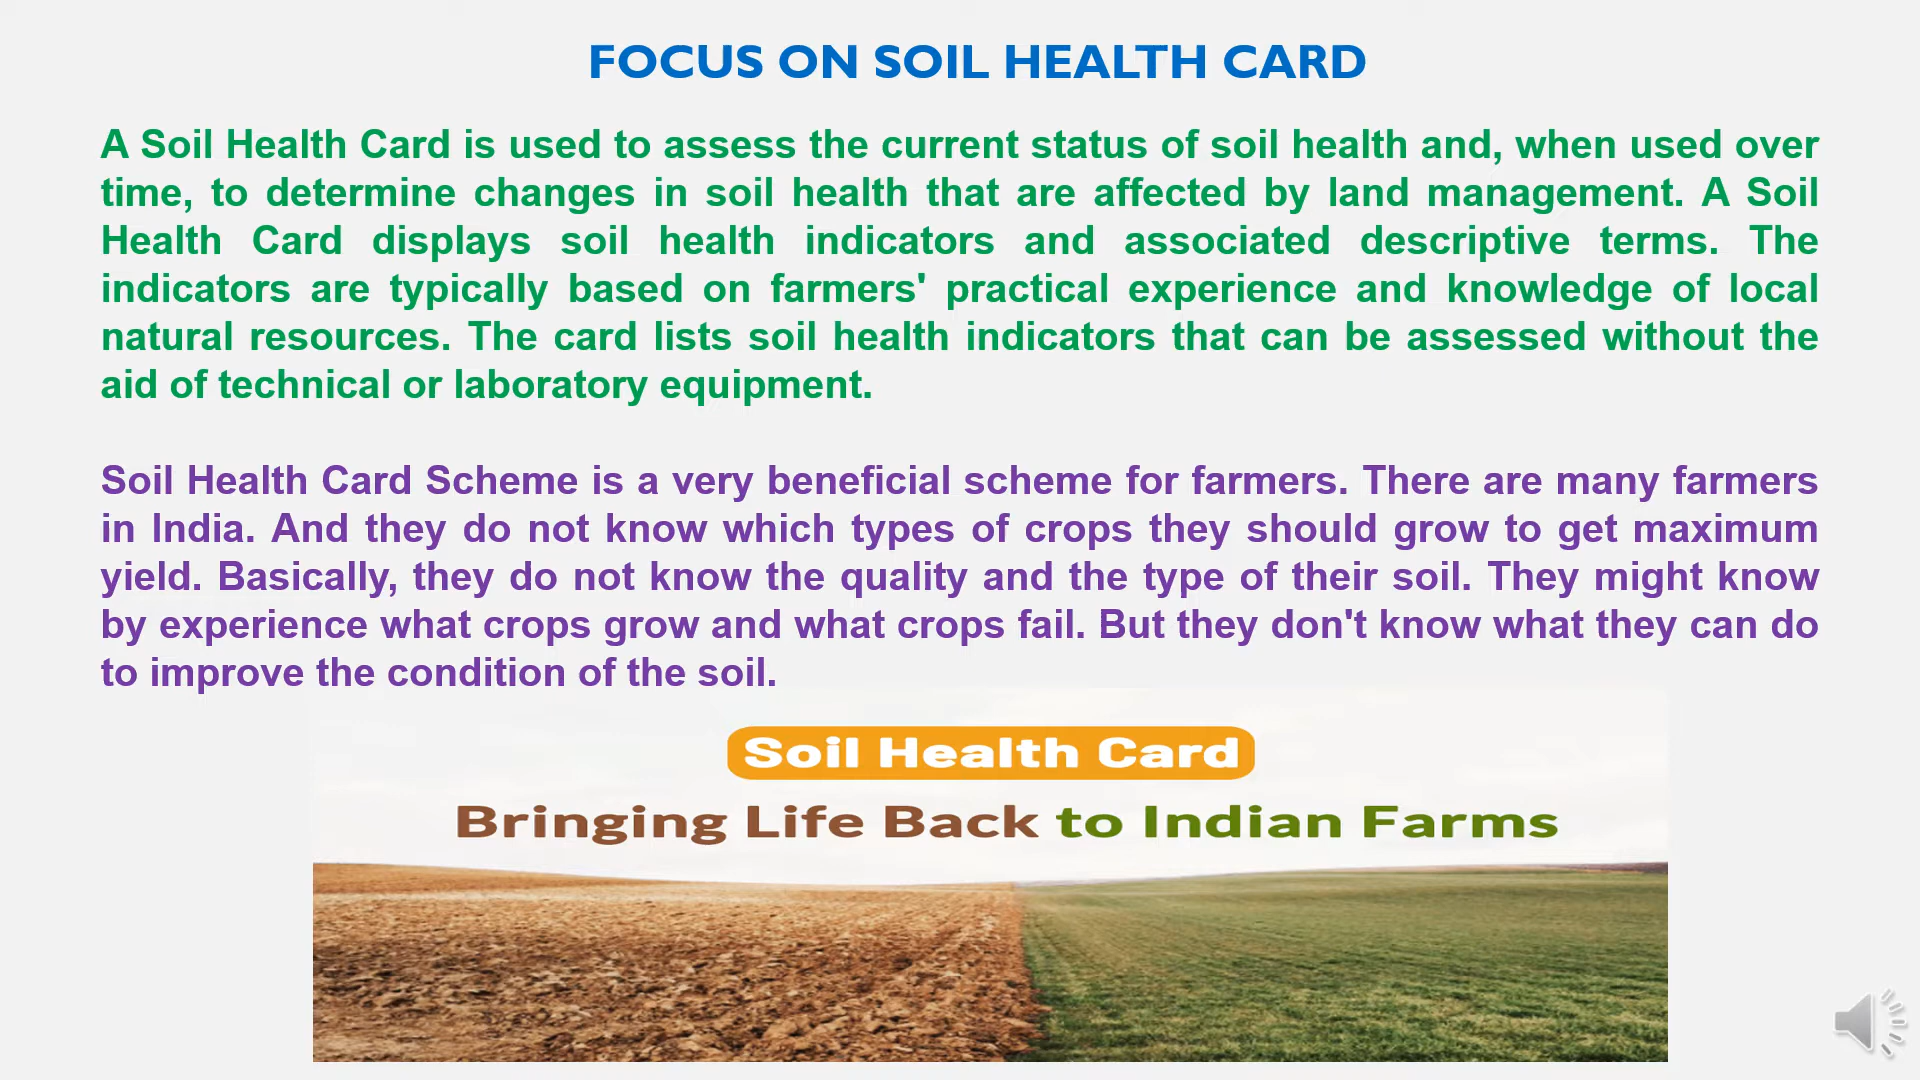 FOCUS ON SOIL HEALTH CARD
A Soil Health Card is used to assess the current status of soil health and, when used over
time, to determine changes in soil health that are affected by land management. A Soil
Health Card displays soil health indicators and associated descriptive terms. The
indicators are typically based on farmers' practical experience and knowledge of local
natural resources. The card lists soil health indicators that can be assessed without the
aid of technical or laboratory equipment.
Soil Health Card Scheme is a very beneficial scheme for farmers. There are many farmers
in India. And they do not know which types of crops they should grow to get maximum
yield. Basically, they do not know the quality and the type of their soil. They might know
by experience what crops grow and what crops fail. But they don't know what they can do
to improve the condition of the soil.
Soil Health Card
Bringing Life Back to Indian Farms